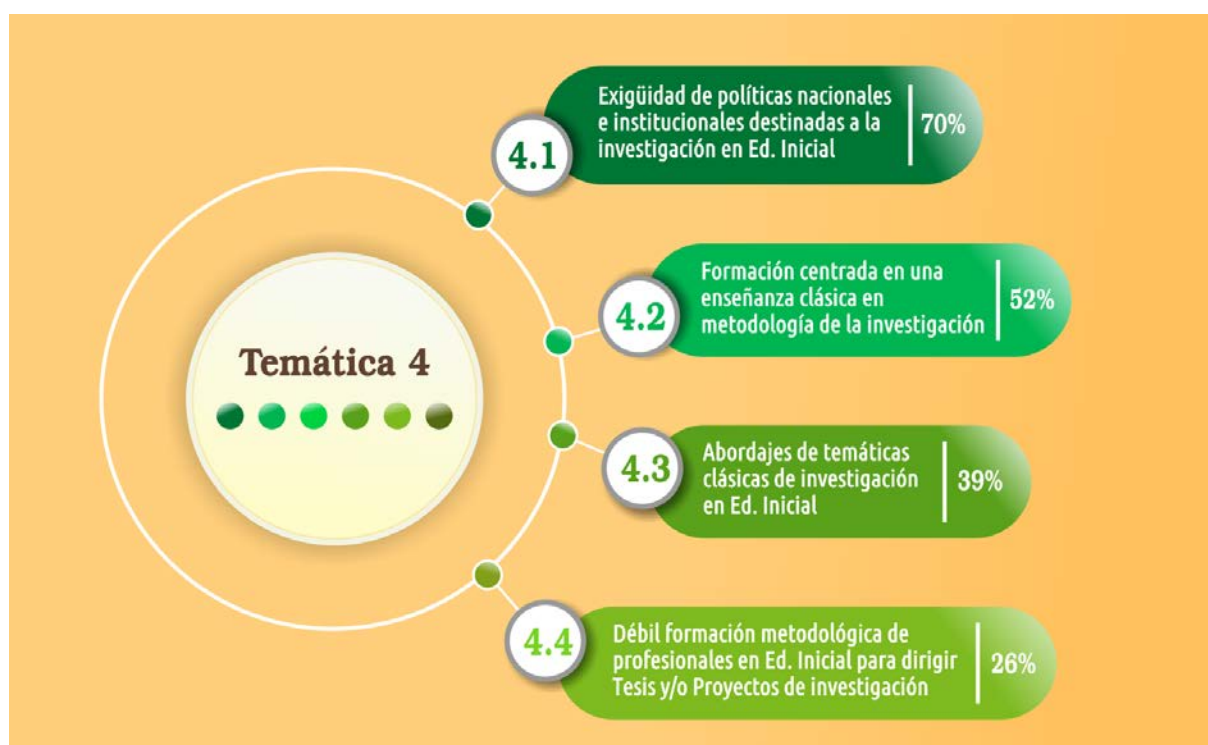 Temática 4
4.1
Exigüidad de políticas nacionales
e institucionales destinadas a la
investigación en Ed. Inicial
70%
4.2
Formación centrada en una
enseñanza clásica en
metodología de la investigación
52%
4.3
Abordajes de temáticas
clásicas de investigación
en Ed. Inicial
39%
4.4
Débil formación metodológica de
profesionales en Ed. Inicial para dirigir
Tesis y/o Proyectos de investigación
26%